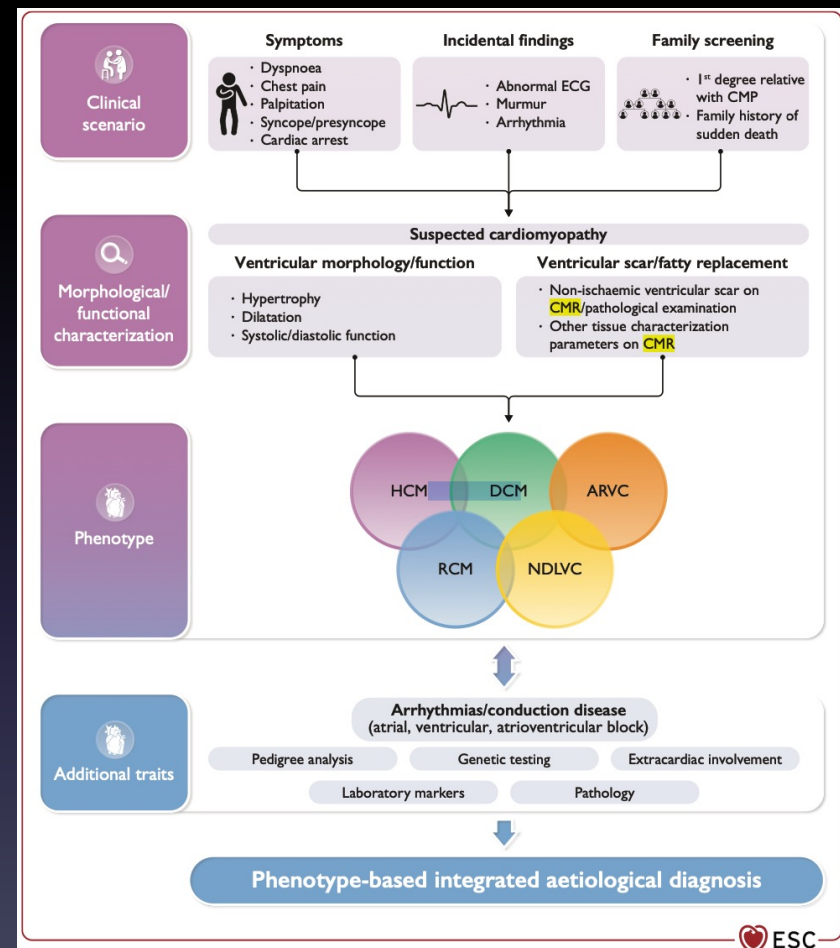 Clinical
scenario
Symptoms
· Dyspnoea
· Chest pain
· Palpitation
· Syncope/presyncope
· Cardiac arrest
Incidental findings
· Abnormal ECG
· Murmur
· Arrhythmia
Family screening
· 1st degree relative
with CMP
· Family history of
sudden death
Morphological/
functional
characterization
Suspected cardiomyopathy
Ventricular morphology/function
· Hypertrophy
· Dilatation
· Systolic/diastolic function
Ventricular scar/fatty replacement
· Non-ischaemic ventricular scar on
CMR/pathological examination
· Other tissue characterization
parameters on CMR
Phenotype
HCM
DCM
ARVC
RCM
NDLVC
Additional traits
Arrhythmias/conduction disease
(atrial, ventricular, atrioventricular block)
Pedigree analysis
Genetic testing
Extracardiac involvement
Laboratory markers
Pathology
Phenotype-based integrated aetiological diagnosis
ESC